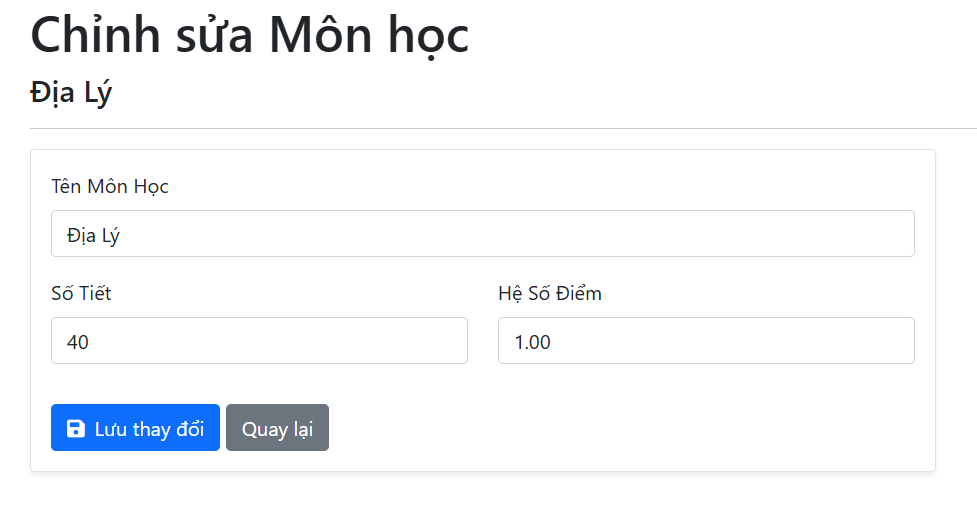 Chỉnh sửa Môn học
Địa Lý
Tên Môn Học
Địa Lý
Số Tiết
Hệ Số Điểm
40
1.00
Lưu thay đổi
Quay lại